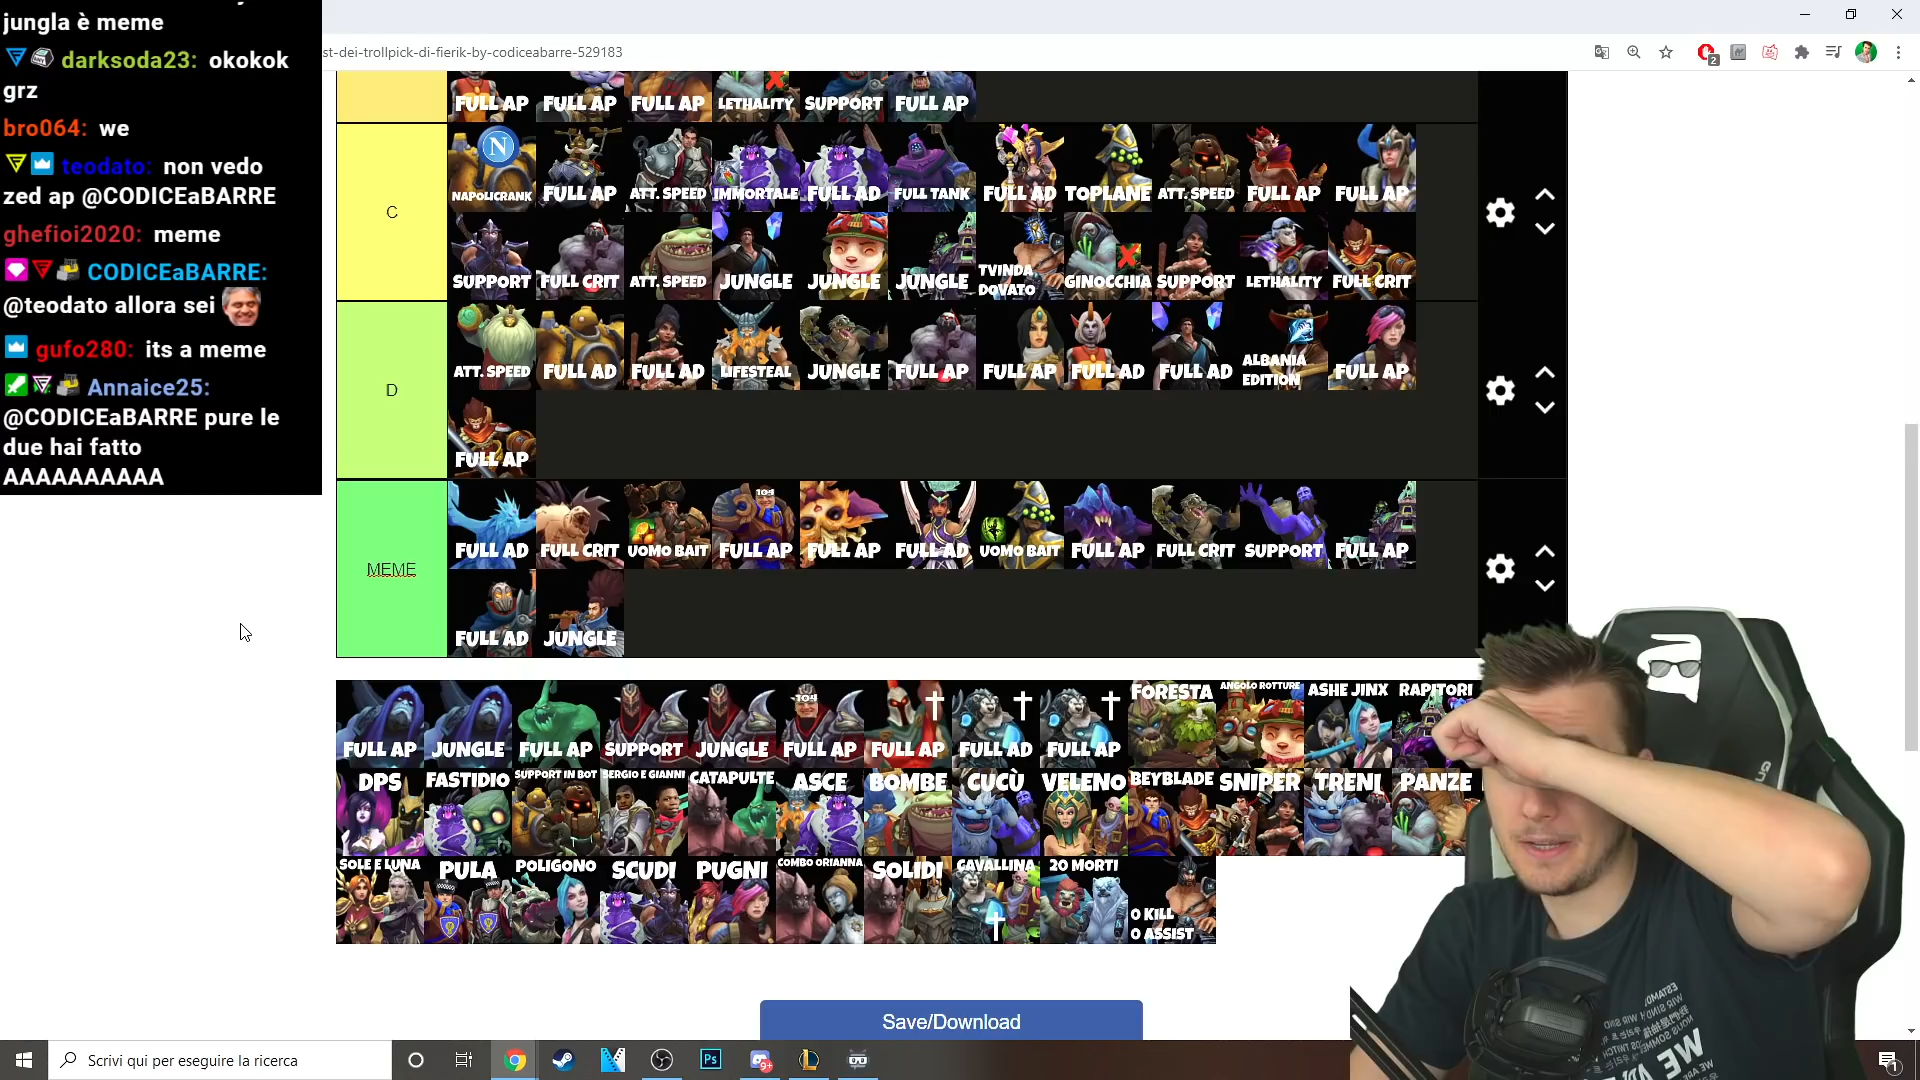 jungla è meme
darksoda23: okokok
grz
bro064: we
teodato: non vedo
zed ap @CODICEaBARRE
ghefioi2020: meme
CODICEaBARRE:
@teodato allora sei
gufo280: its a meme
Annaice25:
@CODICEaBARRE pure le
due hai fatto
AAAAAAAAAA
st-dei-trollpick-di-fierik-by-codiceabarre-529183
2
FULL AP FULL AP FULL AP LETHALITY SUPPORT FULL AP
C
N
NAPOLICRANK FULL AP ATT. SPEED IMMORTALE FULL AD FULL TANK FULL AD TOPLANE ATT. SPEED FULL AP FULL AP
SUPPORT FULL CRIT ATT. SPEED JUNGLE JUNGLE JUNGLE TVINDA DOVATO GINOCCHIA SUPPORT LETHALITY FULL CRIT
D
ATT. SPEED FULL AD FULL AD LIFESTEAL JUNGLE FULL AP FULL AP FULL AD FULL AD ALBANIA EDITION FULL AP
FULL AP
MEME
104
FULL AD FULL CRIT UOMO BAIT FULL AP FULL AP FULL AD UOMO BAIT FULL AP FULL CRIT SUPPORT FULL AP
FULL AD JUNGLE
104
FORESTA ANGOLO ROTTURE ASHE JINX RAPITORI
FULL AP JUNGLE FULL AP SUPPORT JUNGLE FULL AP FULL AP FULL AD FULL AP
DPS FASTIDIO SUPPORT IN BOT SERGIO E GIANNI CATAPULTE ASCE BOMBE CUCÙ VELENO BEYBLADE SNIPER TRENI PANZE
SOLE E LUNA PULA POLIGONO SCUDI PUGNI COMBO ORIANNA SOLIDI CAVALLINA 20 MORTI
0 KILL
0 ASSIST
Save/Download
Scrivi qui per eseguire la ricerca
Ps
9+
1